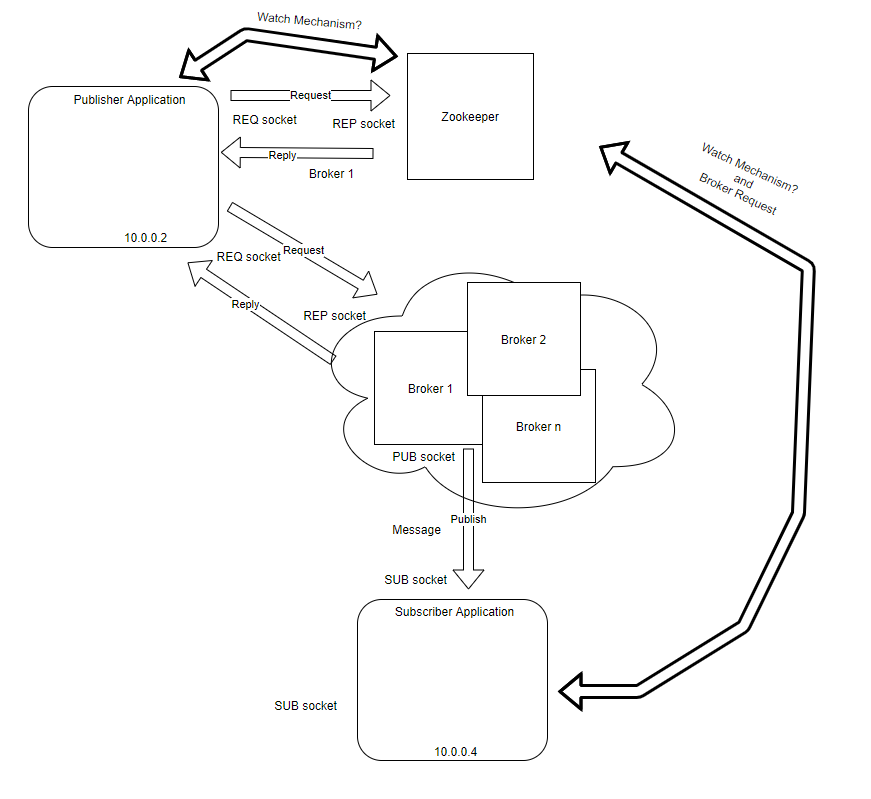 Watch Mechanism?
Publisher Application
Request
REQ socket
REP socket
Zookeeper
Reply
Broker 1
10.0.0.2
Watch Mechanism?
and
Broker Request
Request
REQ socket
Reply
REP socket
Broker 2
Broker 1
Broker n
PUB socket
Publish
Message
SUB socket
Subscriber Application
SUB socket
10.0.0.4